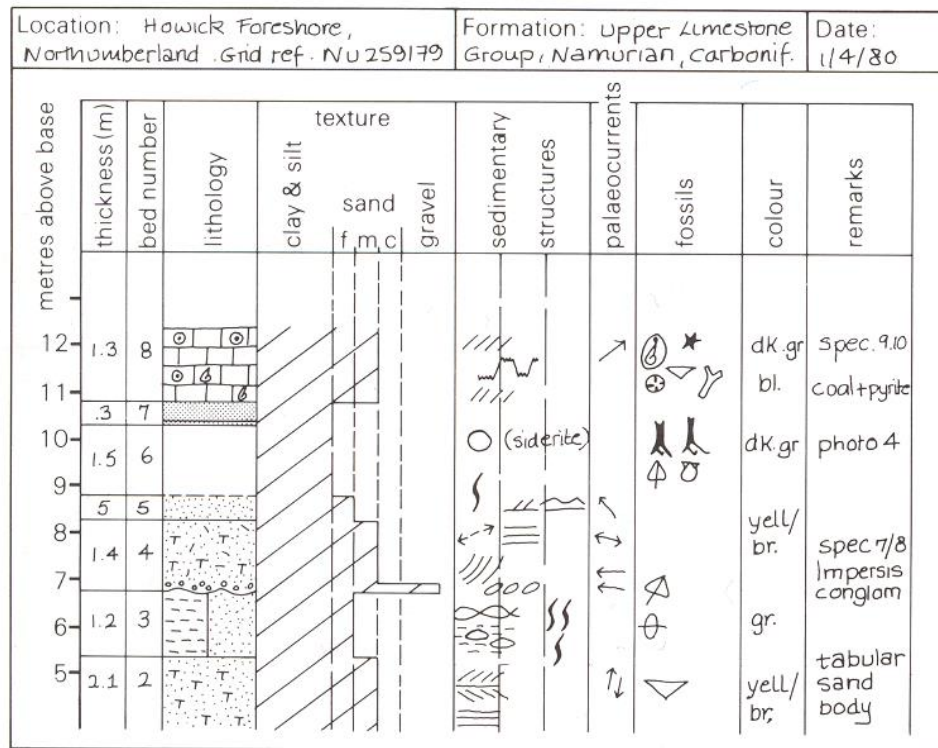 Location: Howick Foreshore,
Northumberland. Grid ref. NU259179
Formation: Upper Limestone
Group, Namurian, Carbonif.
Date:
1/4/80
metres above base
thickness (m)
bed number
lithology
texture
clay & silt
sand
f m c
gravel
sedimentary
structures
palaeocurrents
fossils
colour
remarks
12
1.3
8
dk.gr
spec. 9.10
11
bl.
coal+pyrite
.3
7
10
(siderite)
dk.gr
photo 4
1.5
6
9
5
5
8
yell/
br.
1.4
4
spec 7/8
7
Impersis
conglom
1.2
3
6
gr.
5
2.1
2
yell/
br,
tabular
sand
body